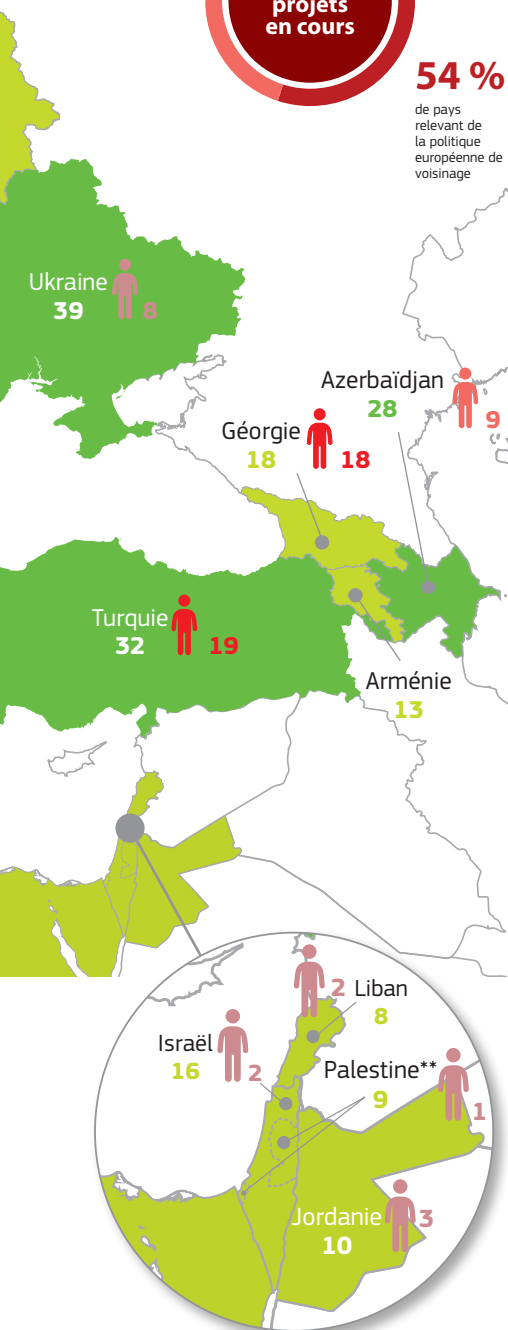 projets
en cours
54 %
de pays
relevant de
la politique
européenne de
voisinage
Ukraine
39
8
Azerbaïdjan
28
9
Géorgie
18
18
Turquie
32
19
Arménie
13
2
Liban
8
Israël
16
2
Palestine**
9
1
Jordanie
10
3